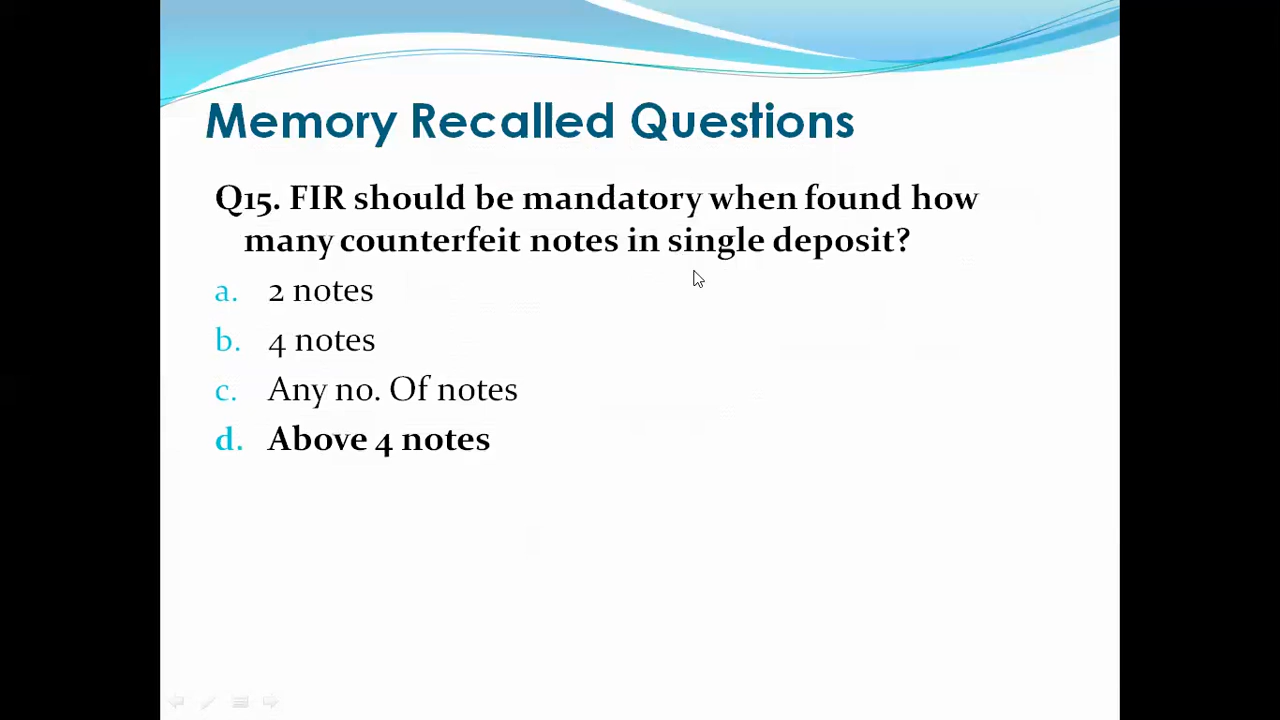 Memory Recalled Questions
Q15. FIR should be mandatory when found how
many counterfeit notes in single deposit?
a. 2 notes
b. 4 notes
c. Any no. Of notes
d. Above 4 notes